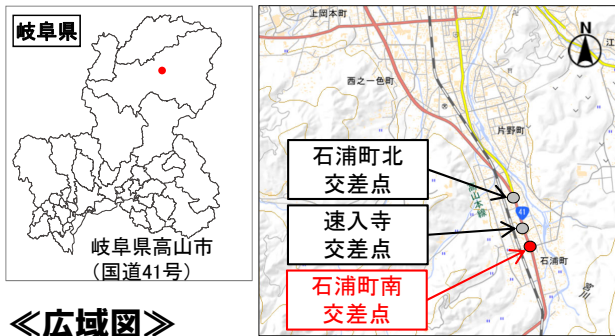 岐阜県
岐阜県高山市
(国道41号)
≪広域図≫
上岡本町
西之一色町
片野町
江
石浦町北
交差点
速入寺
交差点
石浦町南
交差点
高山本線
41
石浦町
宮川
N